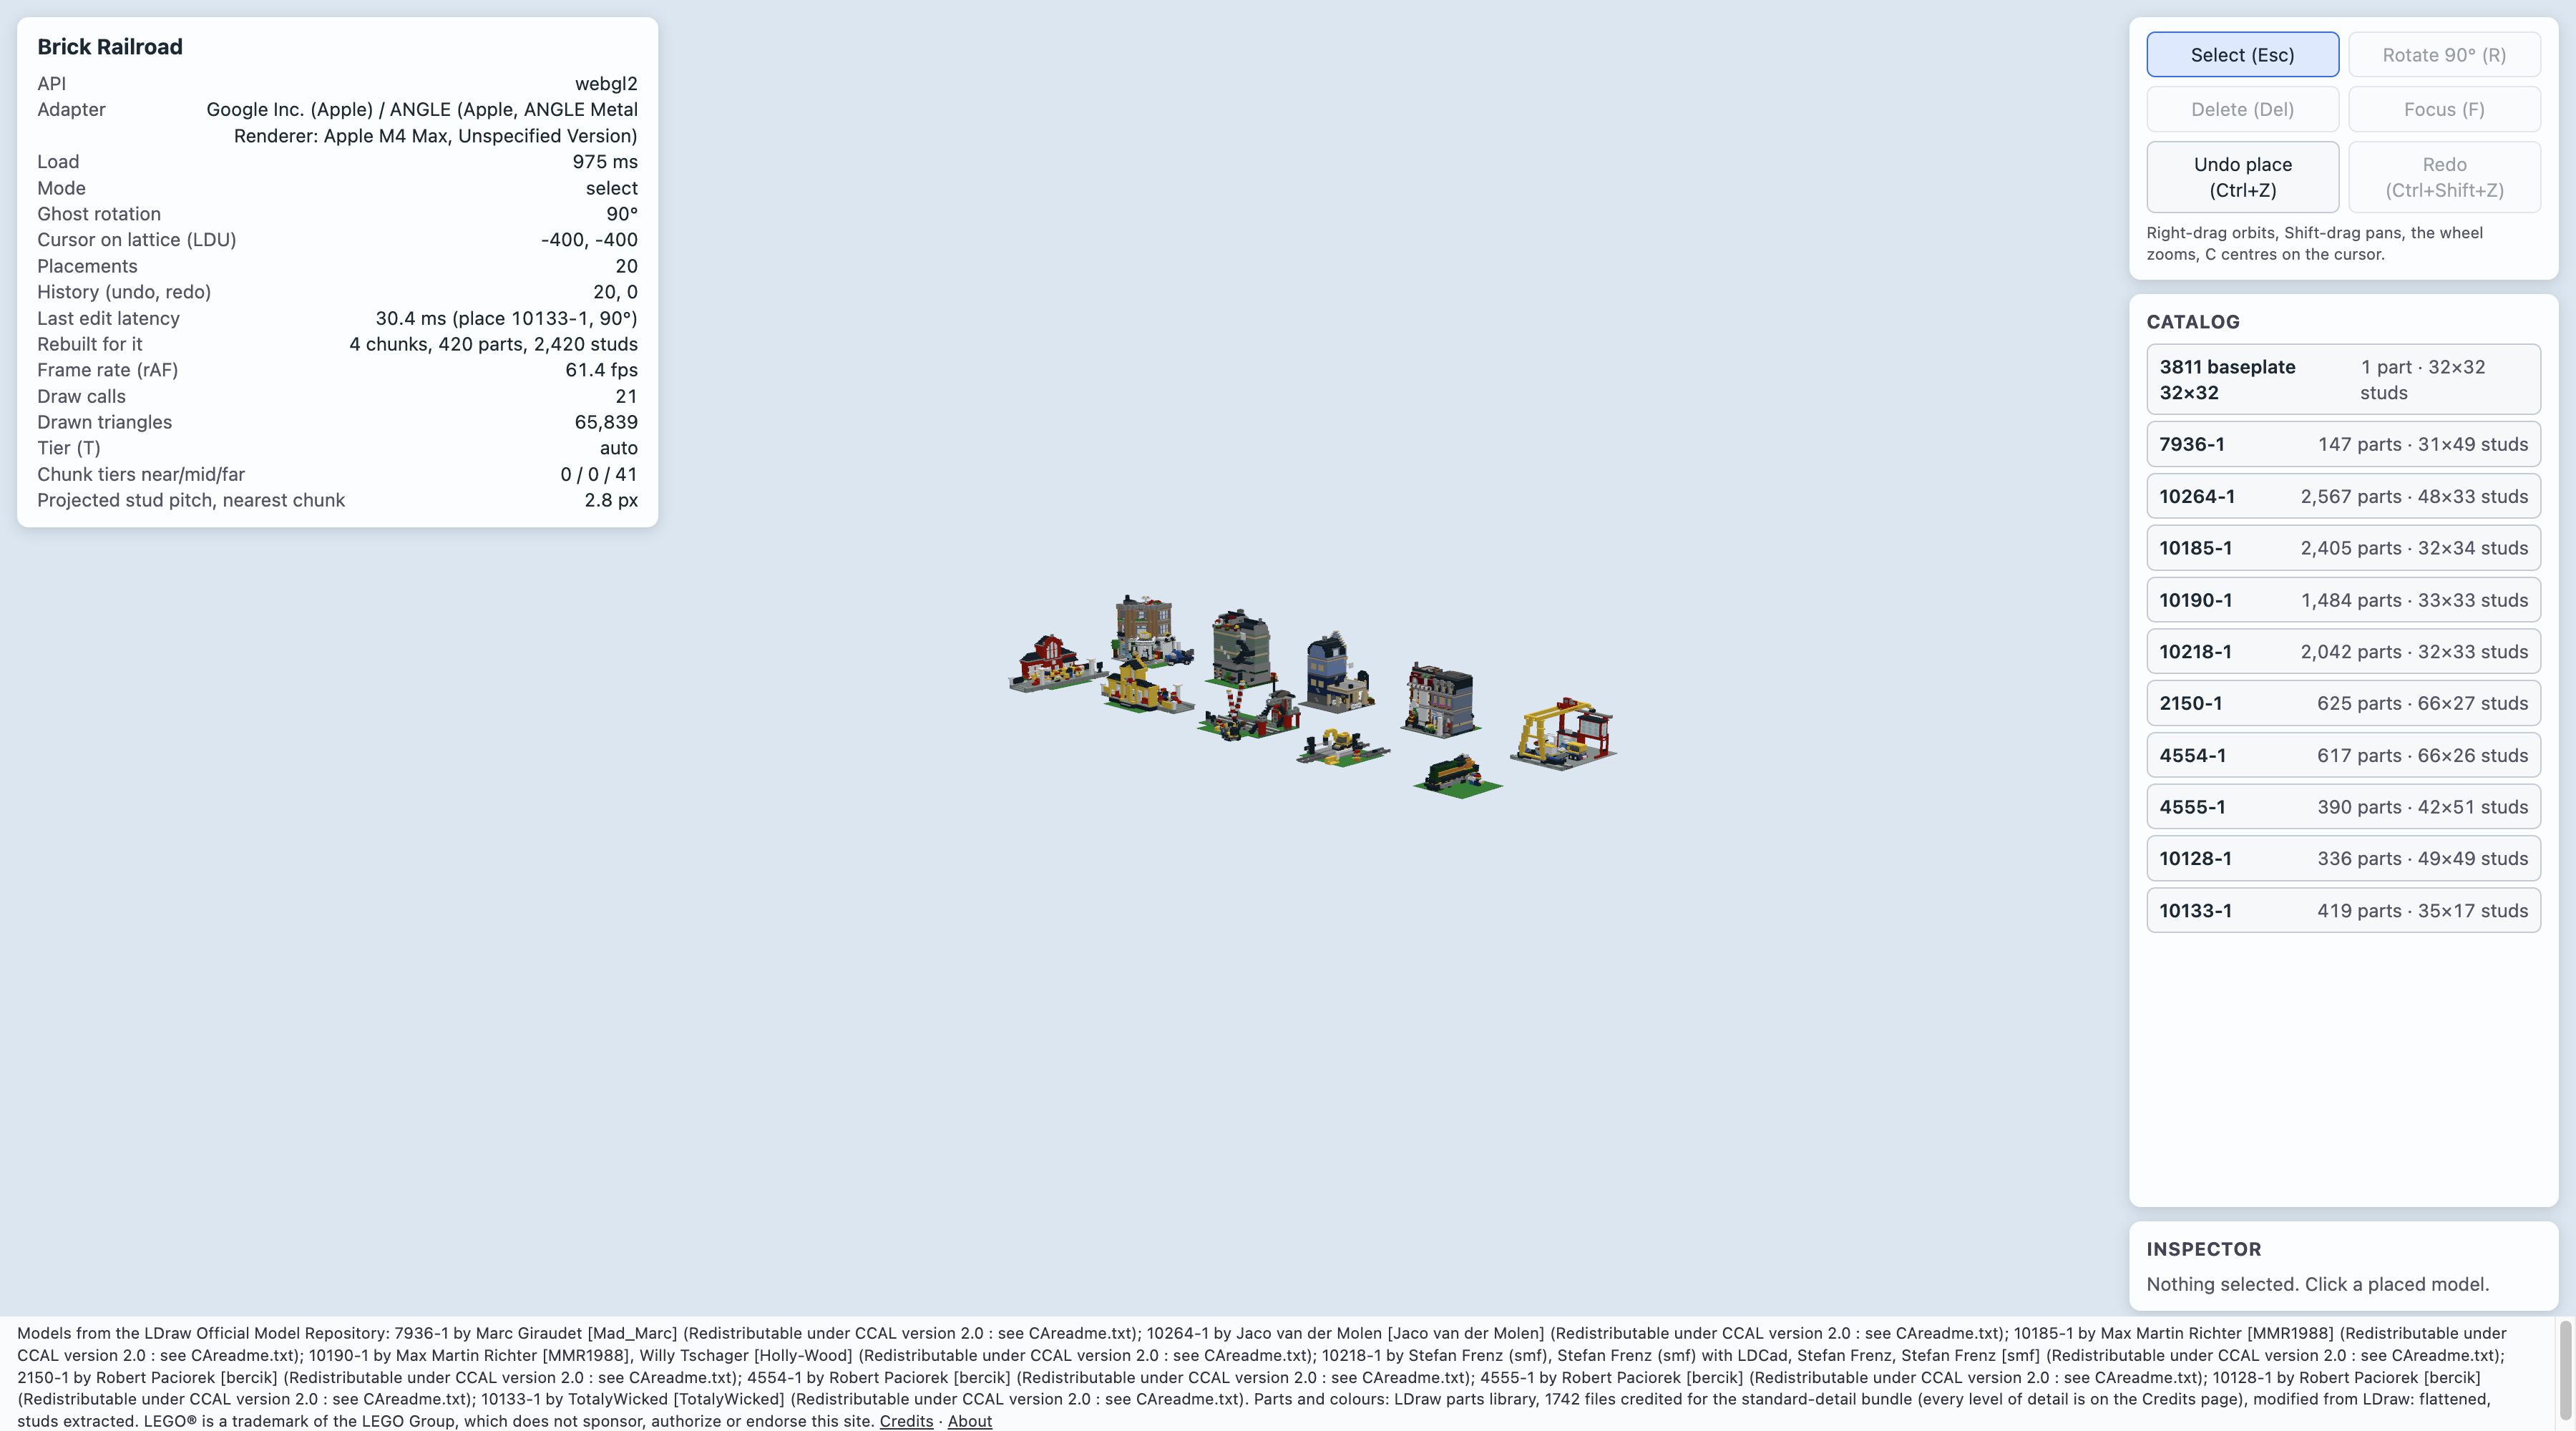 Brick Railroad
API webgl2
Adapter Google Inc. (Apple) / ANGLE (Apple, ANGLE Metal
Renderer: Apple M4 Max, Unspecified Version)
Load 975 ms
Mode select
Ghost rotation 90°
Cursor on lattice (LDU) -400, -400
Placements 20
History (undo, redo) 20, 0
Last edit latency 30.4 ms (place 10133-1, 90°)
Rebuilt for it 4 chunks, 420 parts, 2,420 studs
Frame rate (rAF) 61.4 fps
Draw calls 21
Drawn triangles 65,839
Tier (T) auto
Chunk tiers near/mid/far 0 / 0 / 41
Projected stud pitch, nearest chunk 2.8 px
Select (Esc) Rotate 90° (R)
Delete (Del) Focus (F)
Undo place (Ctrl+Z) Redo (Ctrl+Shift+Z)
Right-drag orbits, Shift-drag pans, the wheel
zooms, C centres on the cursor.
CATALOG
3811 baseplate 32×32 1 part · 32×32 studs
7936-1 147 parts · 31×49 studs
10264-1 2,567 parts · 48×33 studs
10185-1 2,405 parts · 32×34 studs
10190-1 1,484 parts · 33×33 studs
10218-1 2,042 parts · 32×33 studs
2150-1 625 parts · 66×27 studs
4554-1 617 parts · 66×26 studs
4555-1 390 parts · 42×51 studs
10128-1 336 parts · 49×49 studs
10133-1 419 parts · 35×17 studs
INSPECTOR
Nothing selected. Click a placed model.
Models from the LDraw Official Model Repository: 7936-1 by Marc Giraudet [Mad_Marc] (Redistributable under CCAL version 2.0 : see CAreadme.txt); 10264-1 by Jaco van der Molen [Jaco van der Molen] (Redistributable under CCAL version 2.0 : see CAreadme.txt); 10185-1 by Max Martin Richter [MMR1988] (Redistributable under
CCAL version 2.0 : see CAreadme.txt); 10190-1 by Max Martin Richter [MMR1988], Willy Tschager [Holly-Wood] (Redistributable under CCAL version 2.0 : see CAreadme.txt); 10218-1 by Stefan Frenz (smf), Stefan Frenz (smf) with LDCad, Stefan Frenz, Stefan Frenz [smf] (Redistributable under CCAL version 2.0 : see CAreadme.txt);
2150-1 by Robert Paciorek [bercik] (Redistributable under CCAL version 2.0 : see CAreadme.txt); 4554-1 by Robert Paciorek [bercik] (Redistributable under CCAL version 2.0 : see CAreadme.txt); 4555-1 by Robert Paciorek [bercik] (Redistributable under CCAL version 2.0 : see CAreadme.txt); 10128-1 by Robert Paciorek [bercik]
(Redistributable under CCAL version 2.0 : see CAreadme.txt); 10133-1 by TotalyWicked [TotalyWicked] (Redistributable under CCAL version 2.0 : see CAreadme.txt). Parts and colours: LDraw parts library, 1742 files credited for the standard-detail bundle (every level of detail is on the Credits page), modified from LDraw: flattened,
studs extracted. LEGO® is a trademark of the LEGO Group, which does not sponsor, authorize or endorse this site. Credits · About